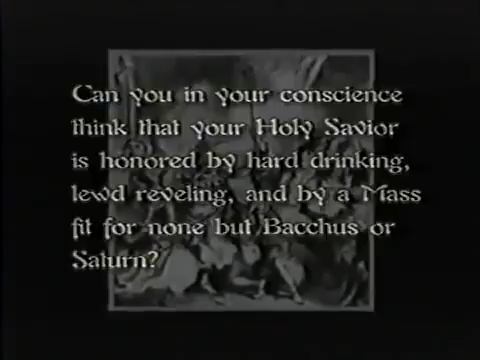 Can you in your conscience
think that your Holy Savior
is honored by hard drinking,
lewd reveling, and by a Mass
fit for none but Bacchus or
Saturn?